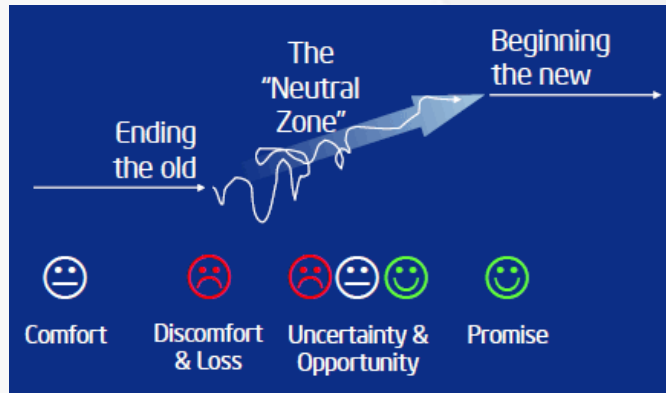 Ending
the old
The
“Neutral
Zone”
Beginning
the new
Comfort
Discomfort
& Loss
Uncertainty &
Opportunity
Promise